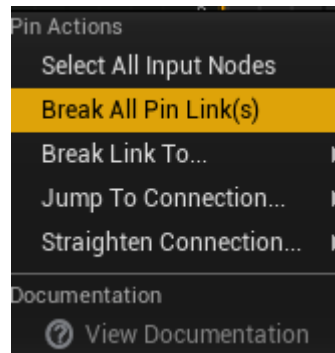 Pin Actions
Select All Input Nodes
Break All Pin Link(s)
Break Link To...
Jump To Connection...
Straighten Connection...
Documentation
View Documentation